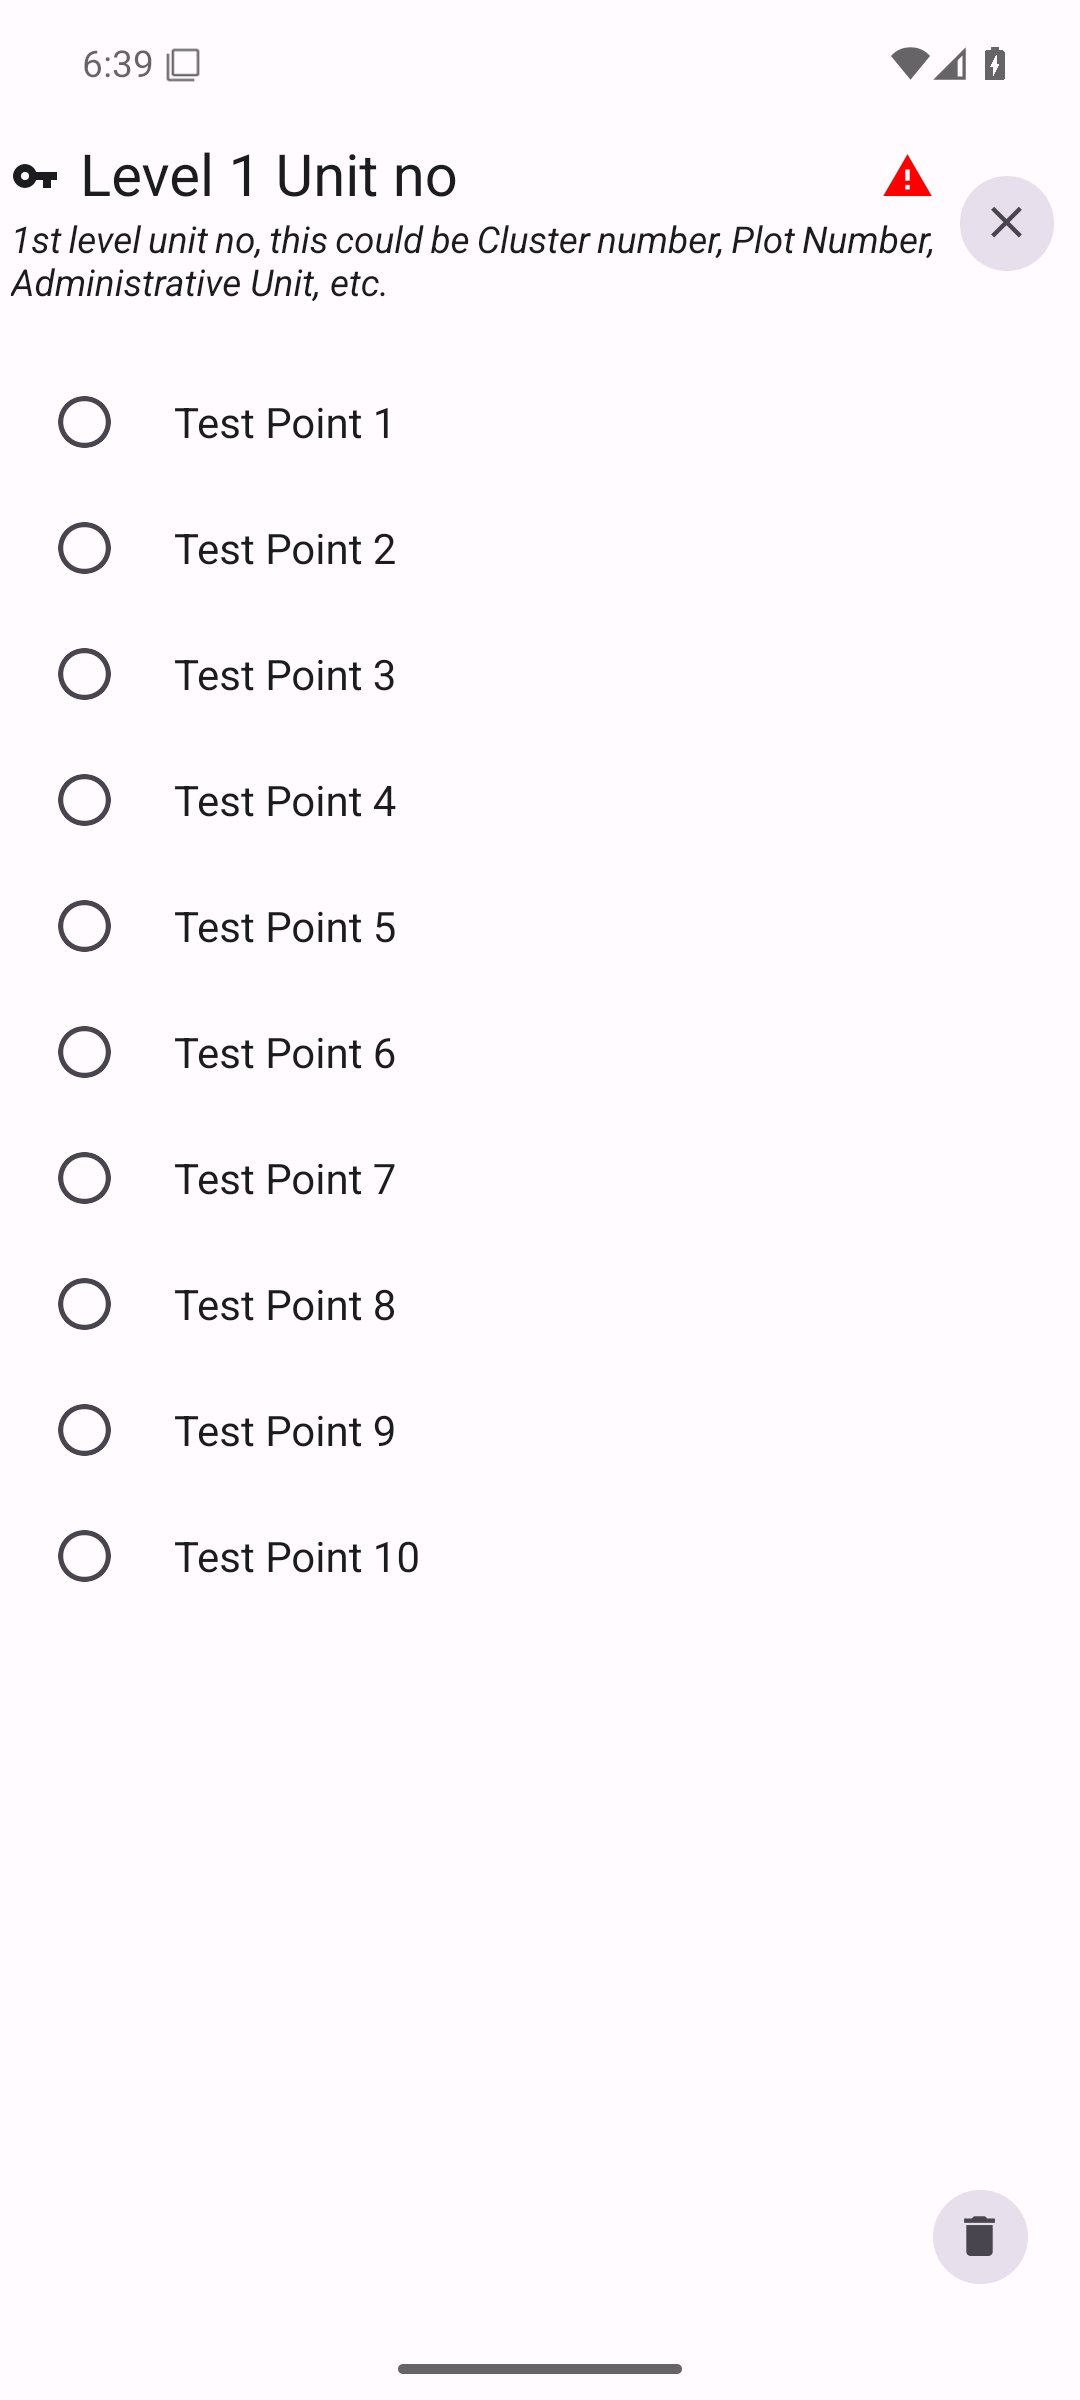 6:39
Level 1 Unit no
1st level unit no, this could be Cluster number, Plot Number,
Administrative Unit, etc.
Test Point 1
Test Point 2
Test Point 3
Test Point 4
Test Point 5
Test Point 6
Test Point 7
Test Point 8
Test Point 9
Test Point 10